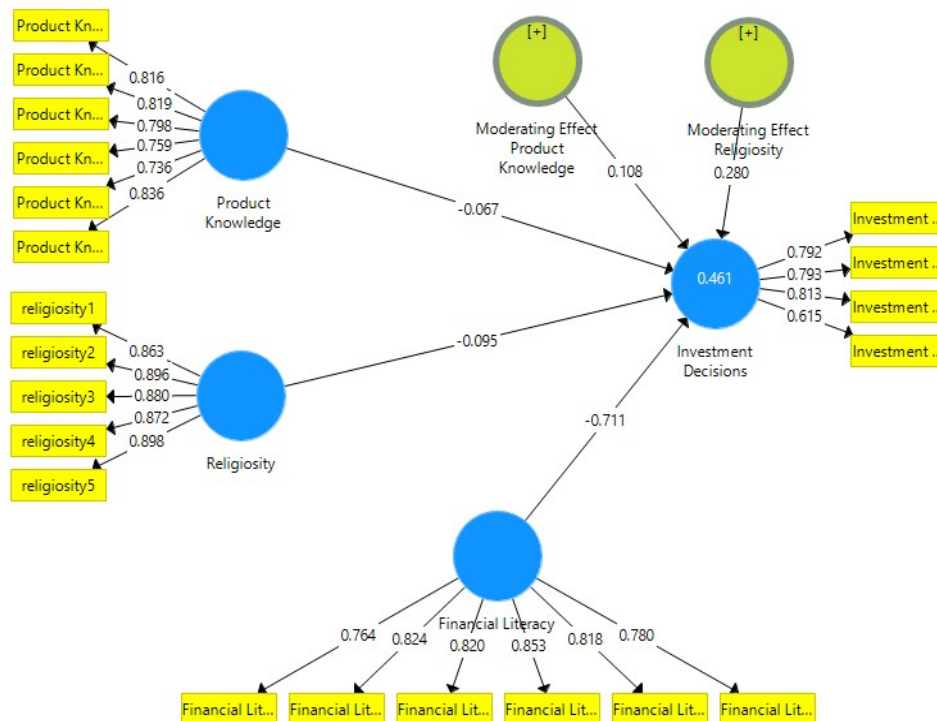 Product Kn...
Product Kn...
Product Kn...
Product Kn...
Product Kn...
Product Kn...
0.816
0.819
0.798
0.759
0.736
0.836
Product
Knowledge
[+]
Moderating Effect
Product
Knowledge
[+]
Moderating Effect
Religiosity
0.108
0.280
-0.067
religiosity1
religiosity2
religiosity3
religiosity4
religiosity5
0.863
0.896
0.880
0.872
0.898
Religiosity
-0.095
0.461
Investment
Decisions
0.792
0.793
0.813
0.615
Investment ..
Investment ..
Investment ..
Investment ..
-0.711
Financial Literacy
0.764
0.824
0.820
0.853
0.818
0.780
Financial Lit...
Financial Lit...
Financial Lit...
Financial Lit...
Financial Lit...
Financial Lit...